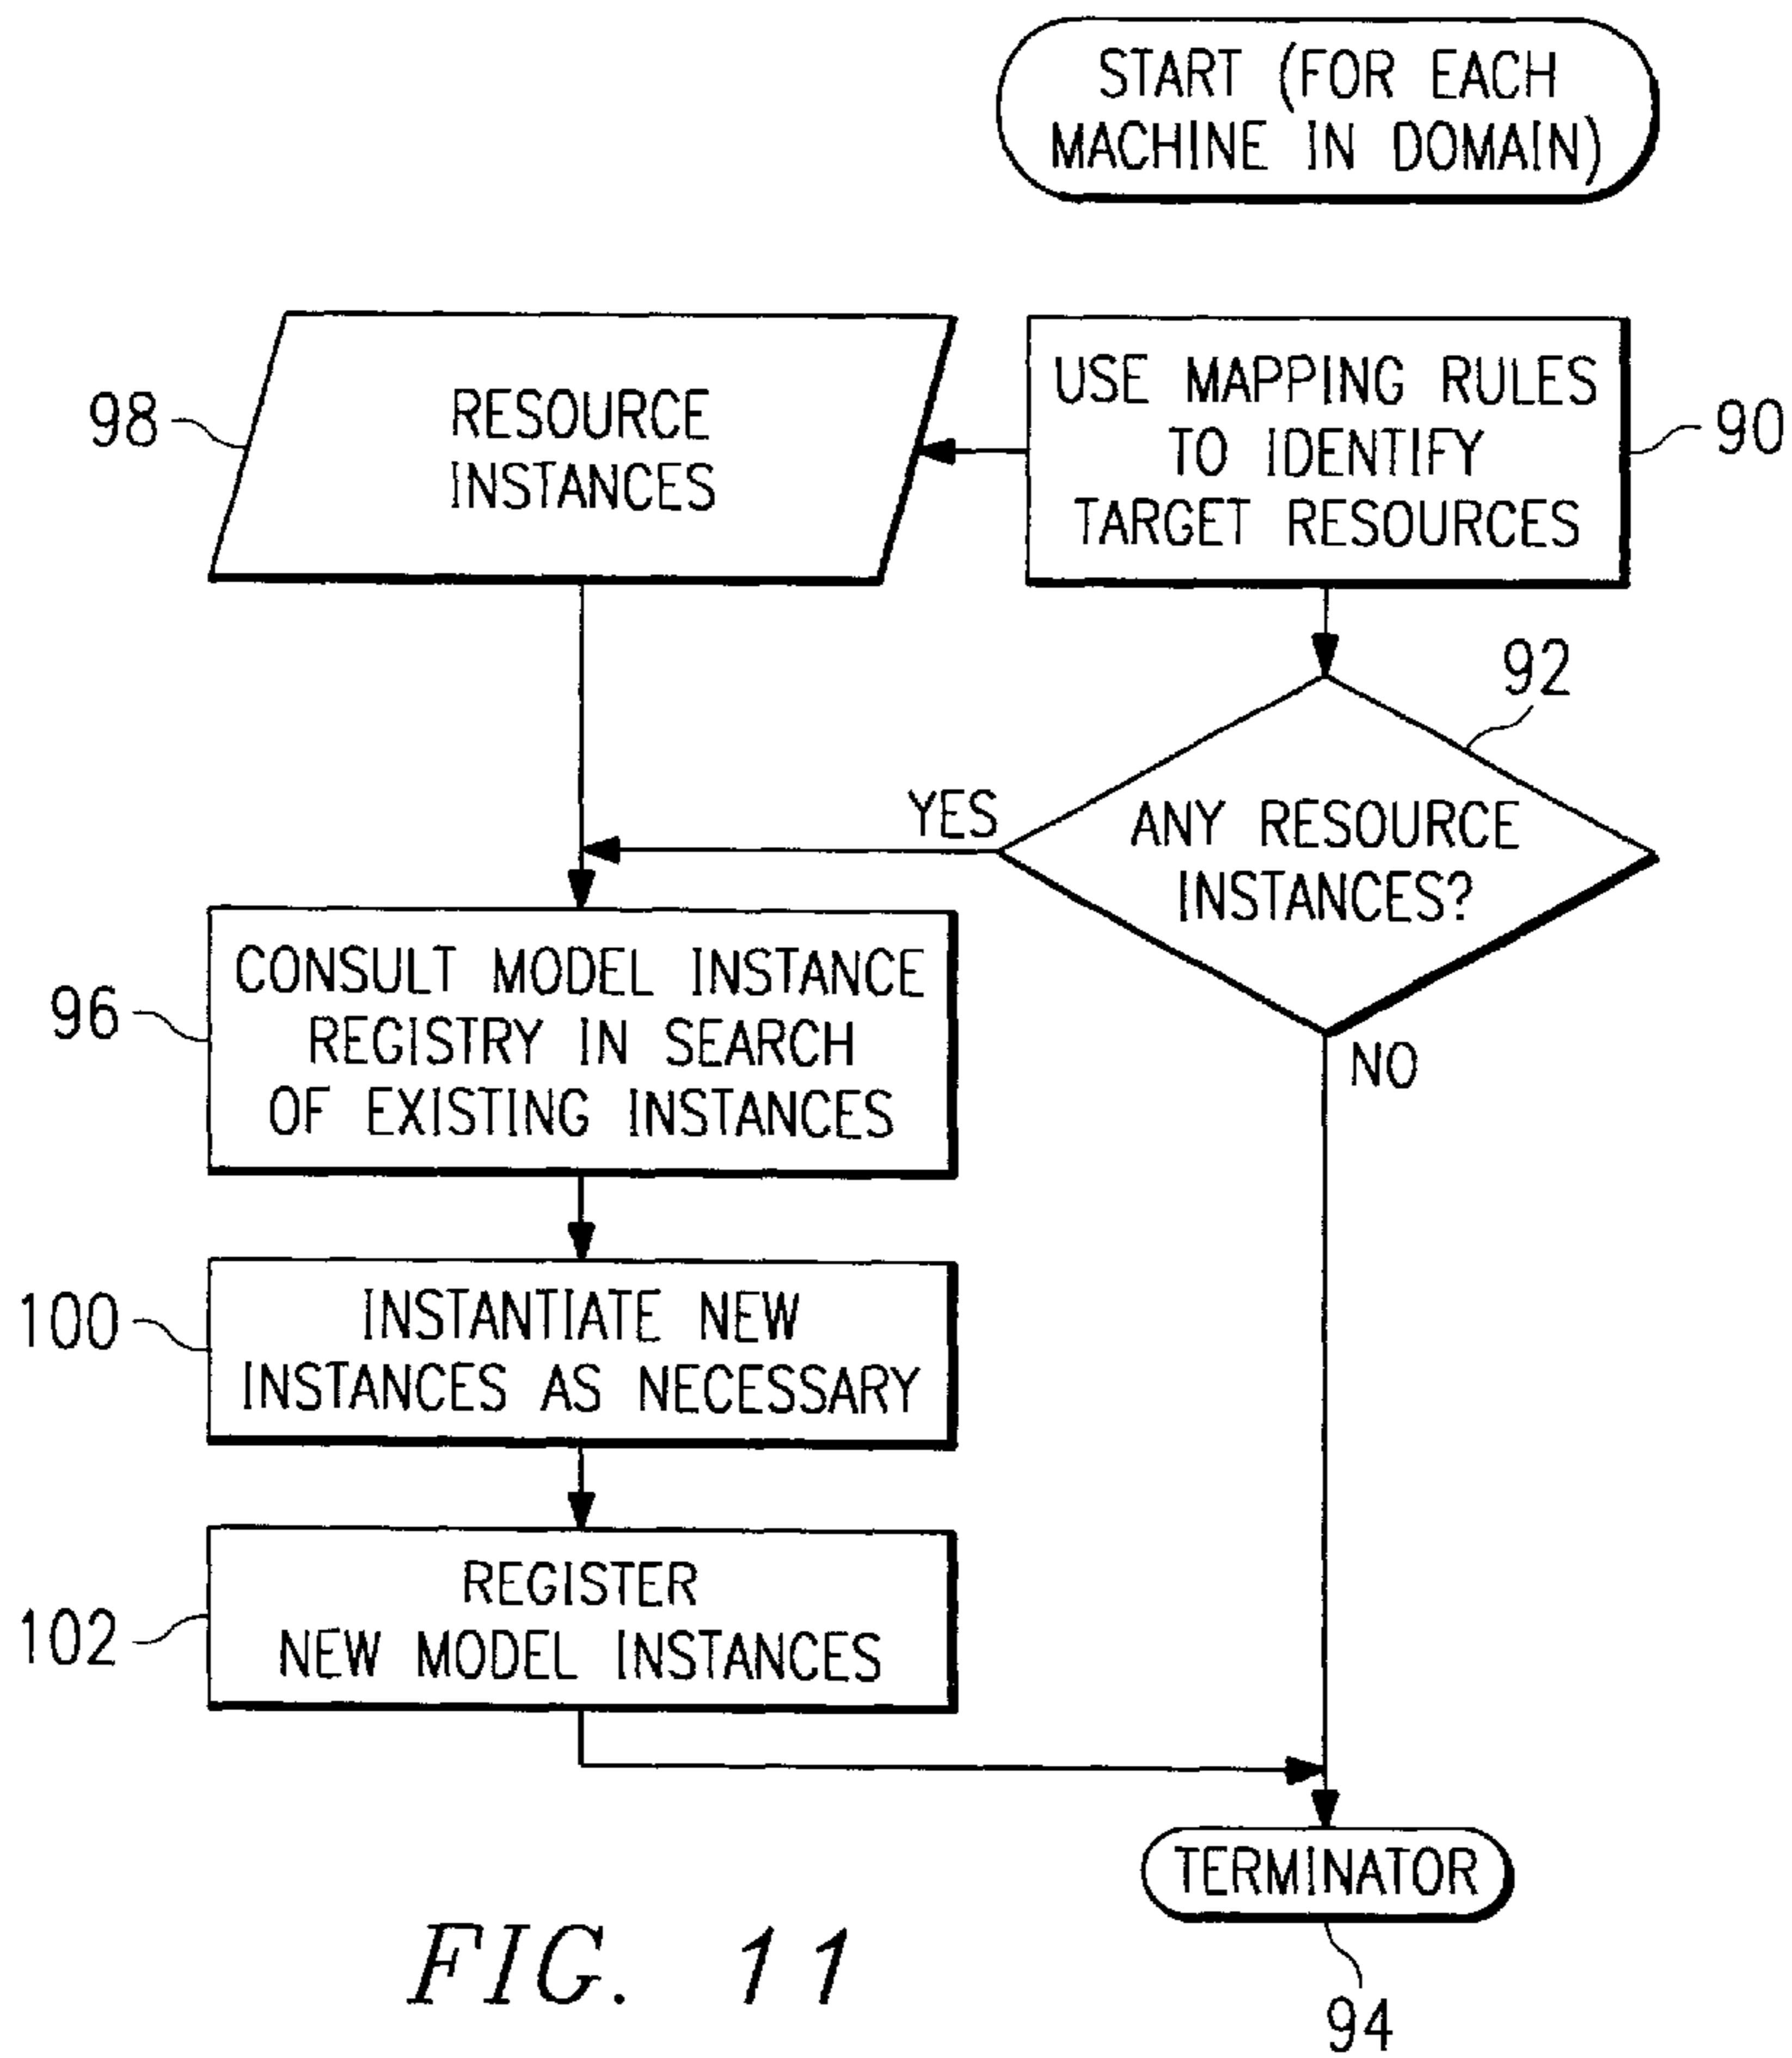 START (FOR EACH
MACHINE IN DOMAIN)
98
RESOURCE
INSTANCES
USE MAPPING RULES
TO IDENTIFY
TARGET RESOURCES
90
92
YES
ANY RESOURCE
INSTANCES?
NO
96
CONSULT MODEL INSTANCE
REGISTRY IN SEARCH
OF EXISTING INSTANCES
100
INSTANTIATE NEW
INSTANCES AS NECESSARY
102
REGISTER
NEW MODEL INSTANCES
TERMINATOR
94
FIG. 11